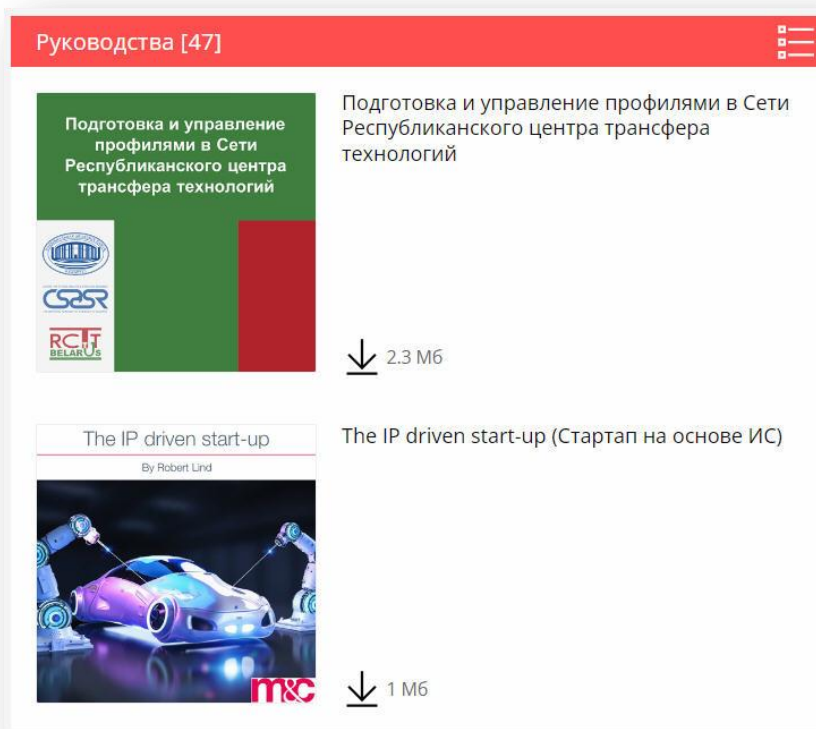 Руководства [47]
Подготовка и управление
профилями в Сети
Республиканского центра
трансфера технологий
CSASR
RCTT
BELARUS
Подготовка и управление профилями в Сети
Республиканского центра трансфера
технологий
2.3 Мб
The IP driven start-up
By Robert Lind
m&c
The IP driven start-up (Стартап на основе ИС)
1 Мб